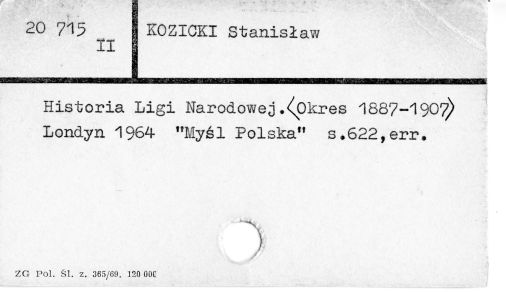 20 715
II
KOZICKI Stanisław
Historia Ligi Narodowej.<Okres 1887-1907>
Londyn 1964 "Myśl Polska" s.622,err.
ZG Pol. Śl. z. 365/69. 120 000